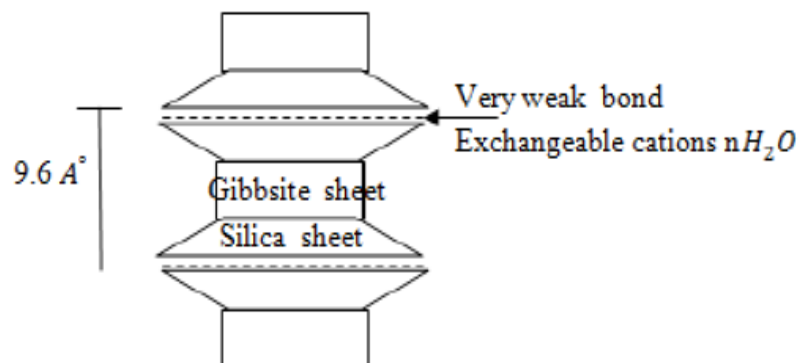 Very weak bond
Exchangeable cations nH₂O
9.6 A°
Gibbsite sheet
Silica sheet